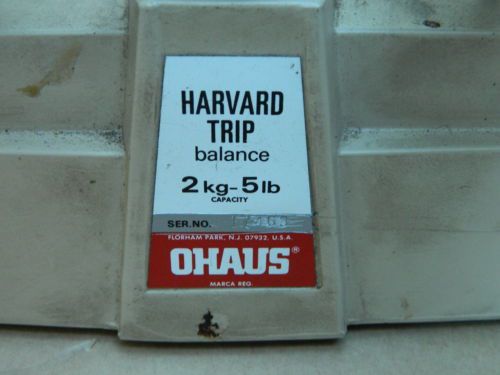 HARVARD
TRIP
balance
2 kg-5 lb
CAPACITY
SER.NO.
FLORHAM PARK, N.J. 07932, U.S.A.
OHAUS®
MARCA REG.